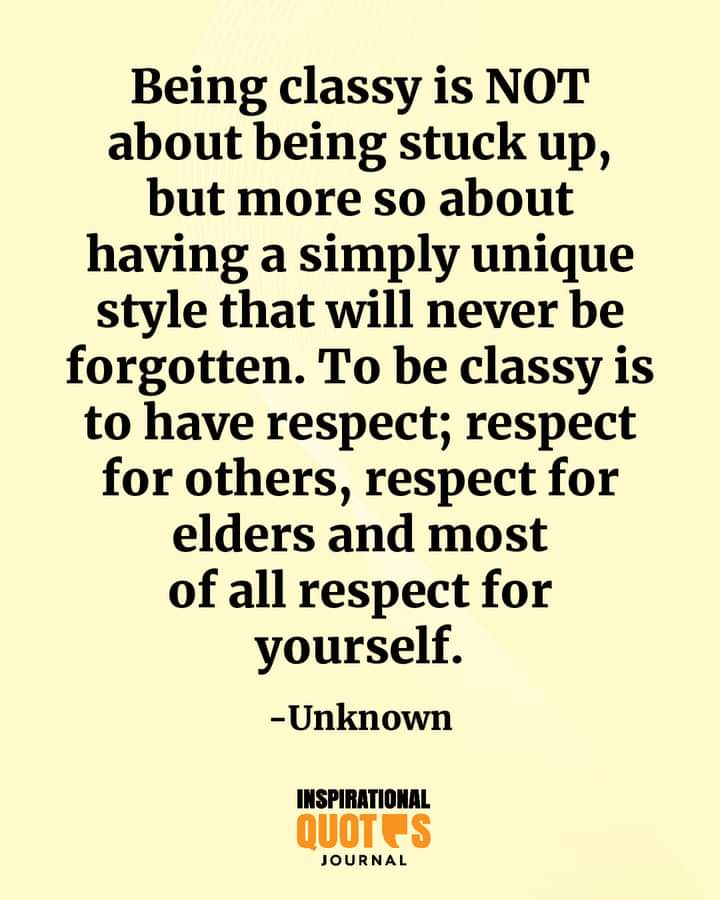 Being classy is NOT
about being stuck up,
but more so about
having a simply unique
style that will never be
forgotten. To be classy is
to have respect; respect
for others, respect for
elders and most
of all respect for
yourself.
-Unknown
INSPIRATIONAL
QUOTES
JOURNAL